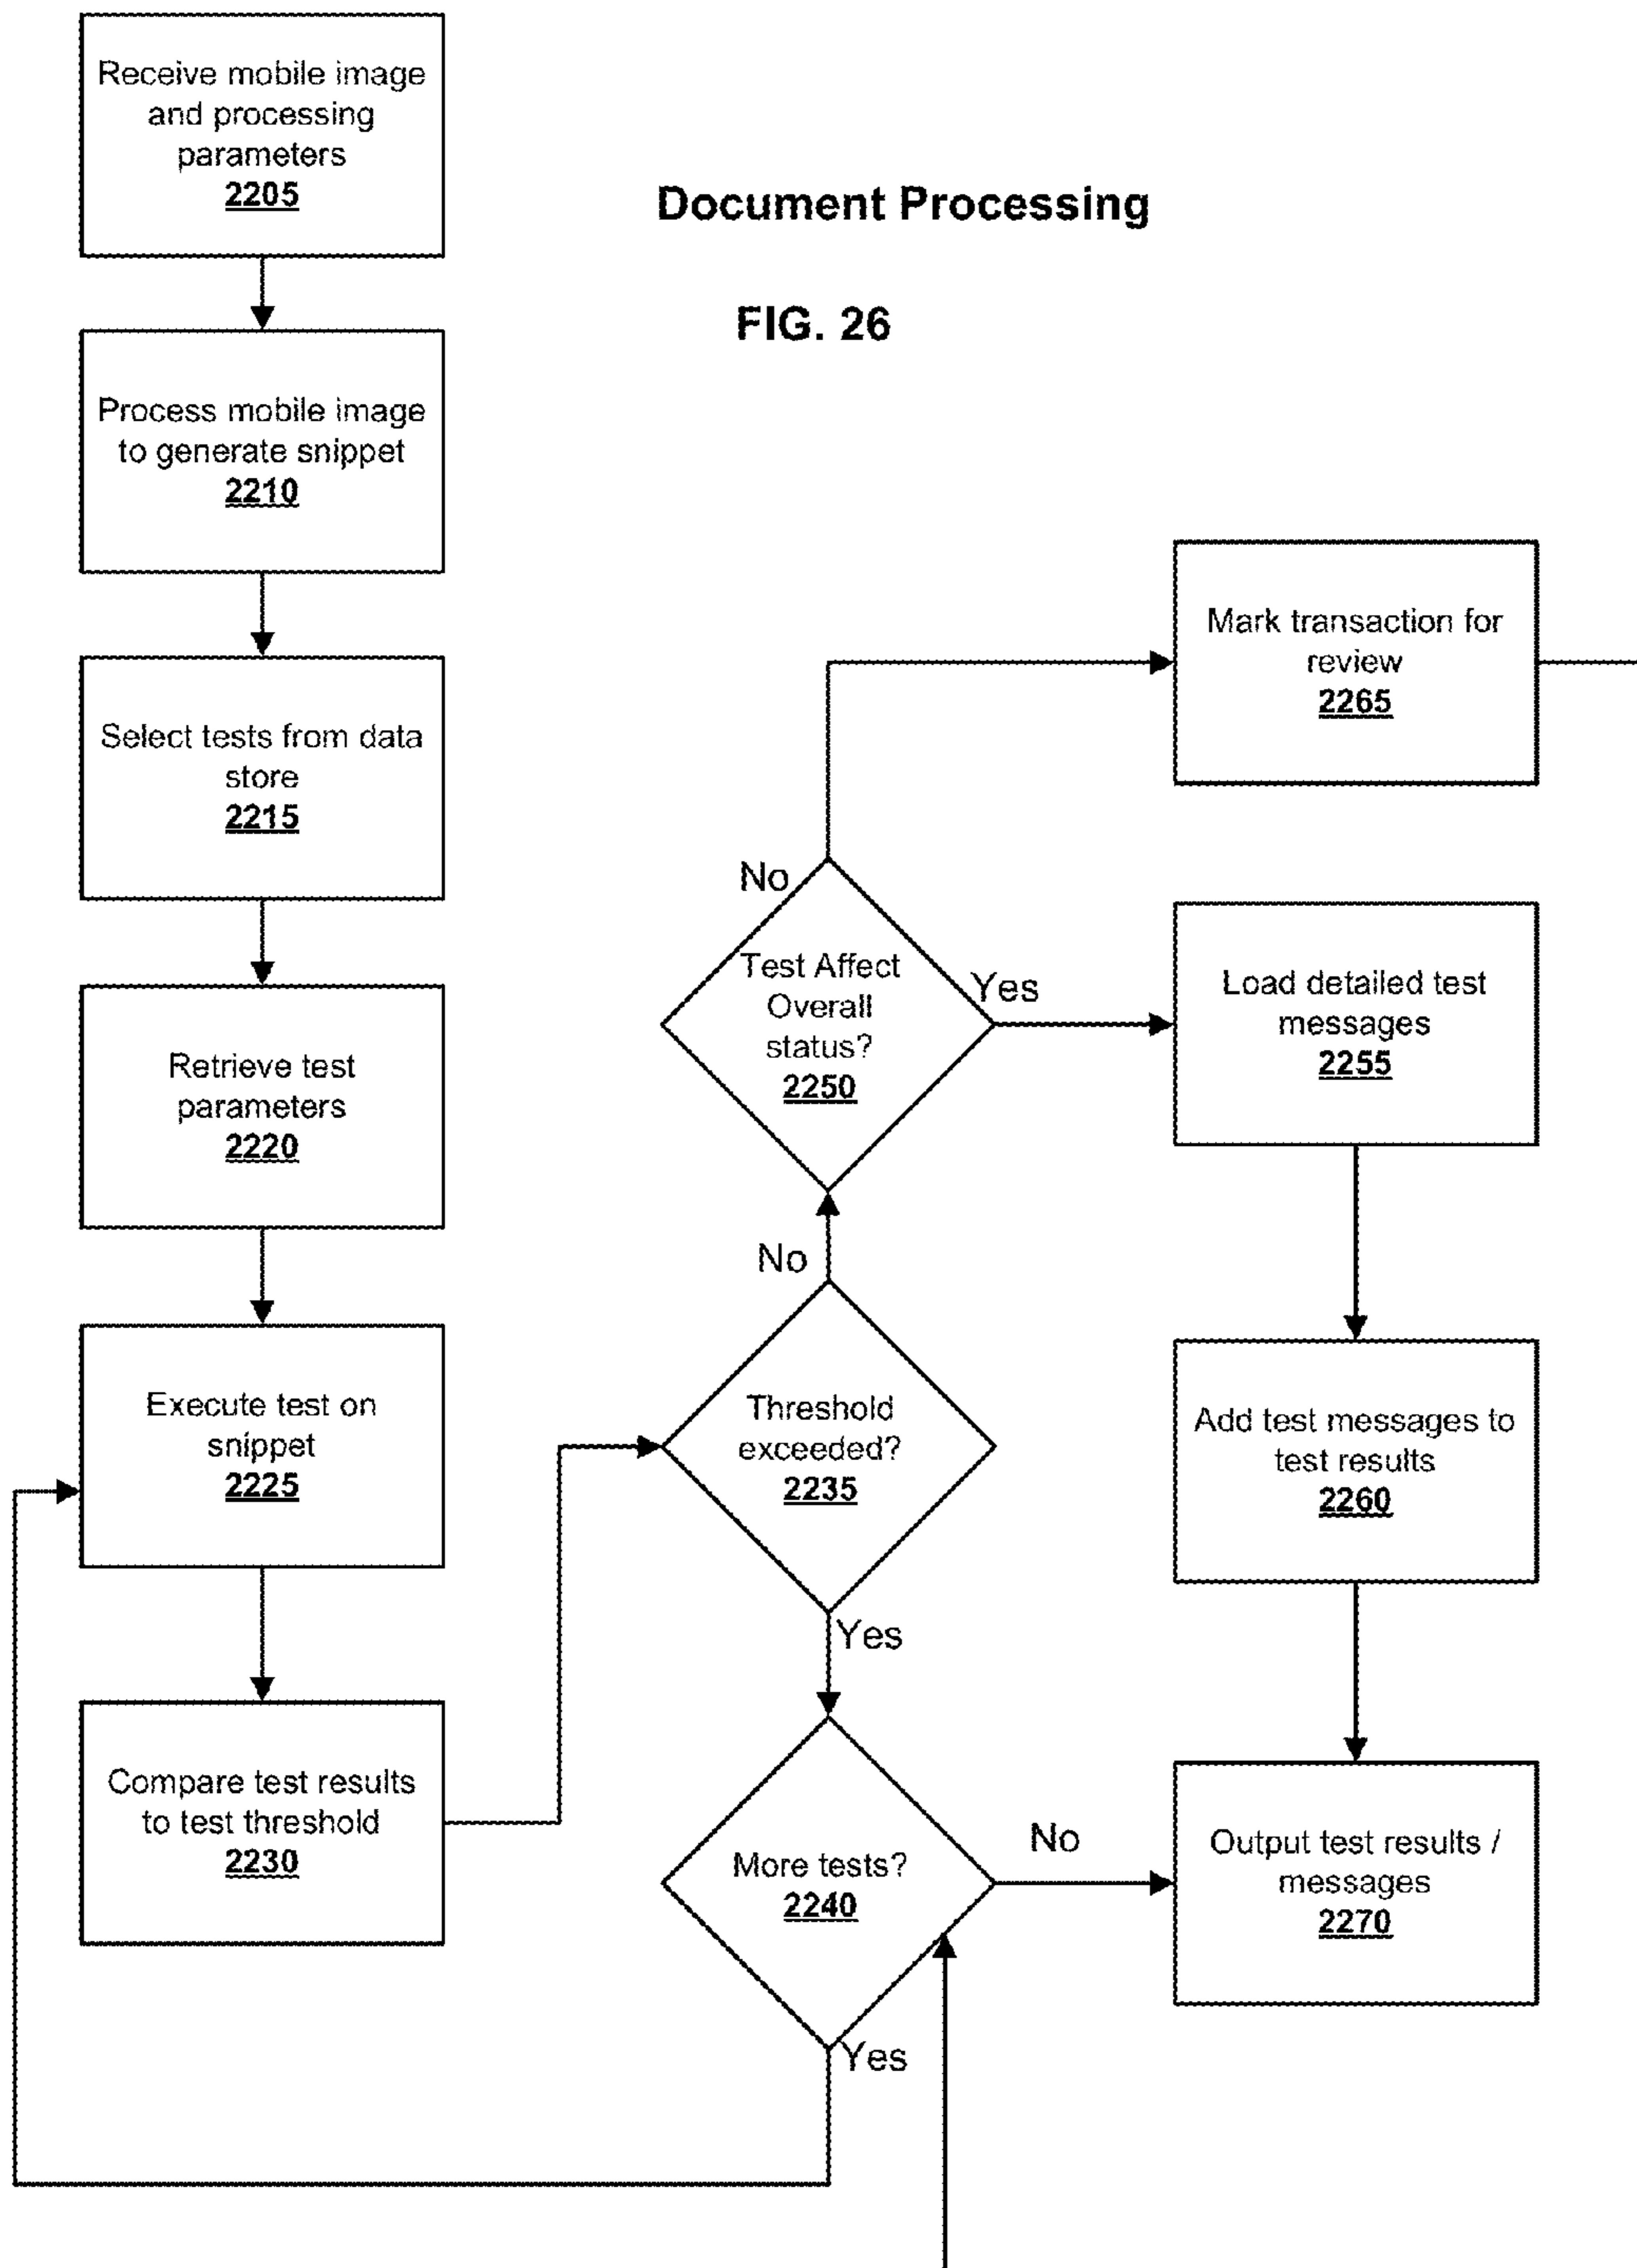 Receive mobile image
and processing
parameters
2205
Document Processing
FIG. 26
Process mobile image
to generate snippet
2210
Select tests from data
store
2215
Retrieve test
parameters
2220
Execute test on
snippet
2225
Compare test results
to test threshold
2230
Threshold
exceeded?
2235
No
Yes
Test Affect
Overall
status?
2250
No
Yes
Mark transaction for
review
2265
Load detailed test
messages
2255
Add test messages to
test results
2260
More tests?
2240
No
Yes
Output test results /
messages
2270